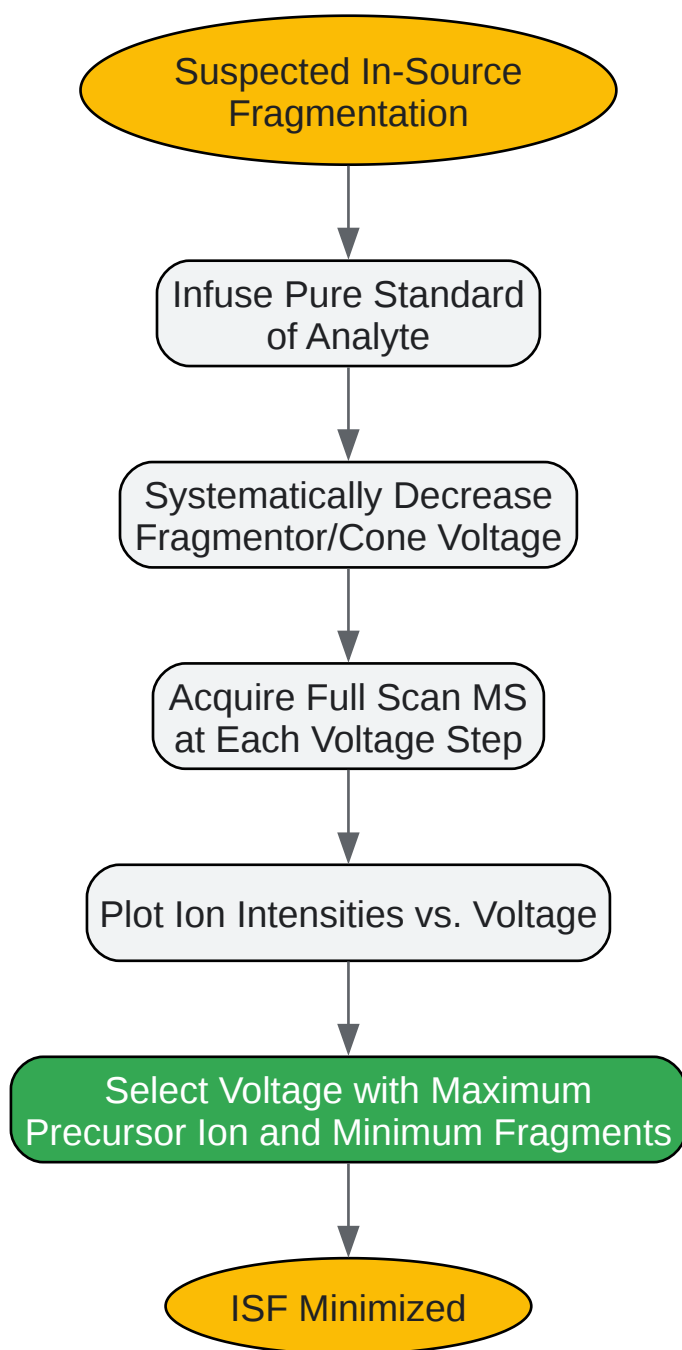 Suspected In-Source
Fragmentation
Infuse Pure Standard
of Analyte
Systematically Decrease
Fragmentor/Cone Voltage
Acquire Full Scan MS
at Each Voltage Step
Plot Ion Intensities vs. Voltage
Select Voltage with Maximum
Precursor Ion and Minimum Fragments
ISF Minimized